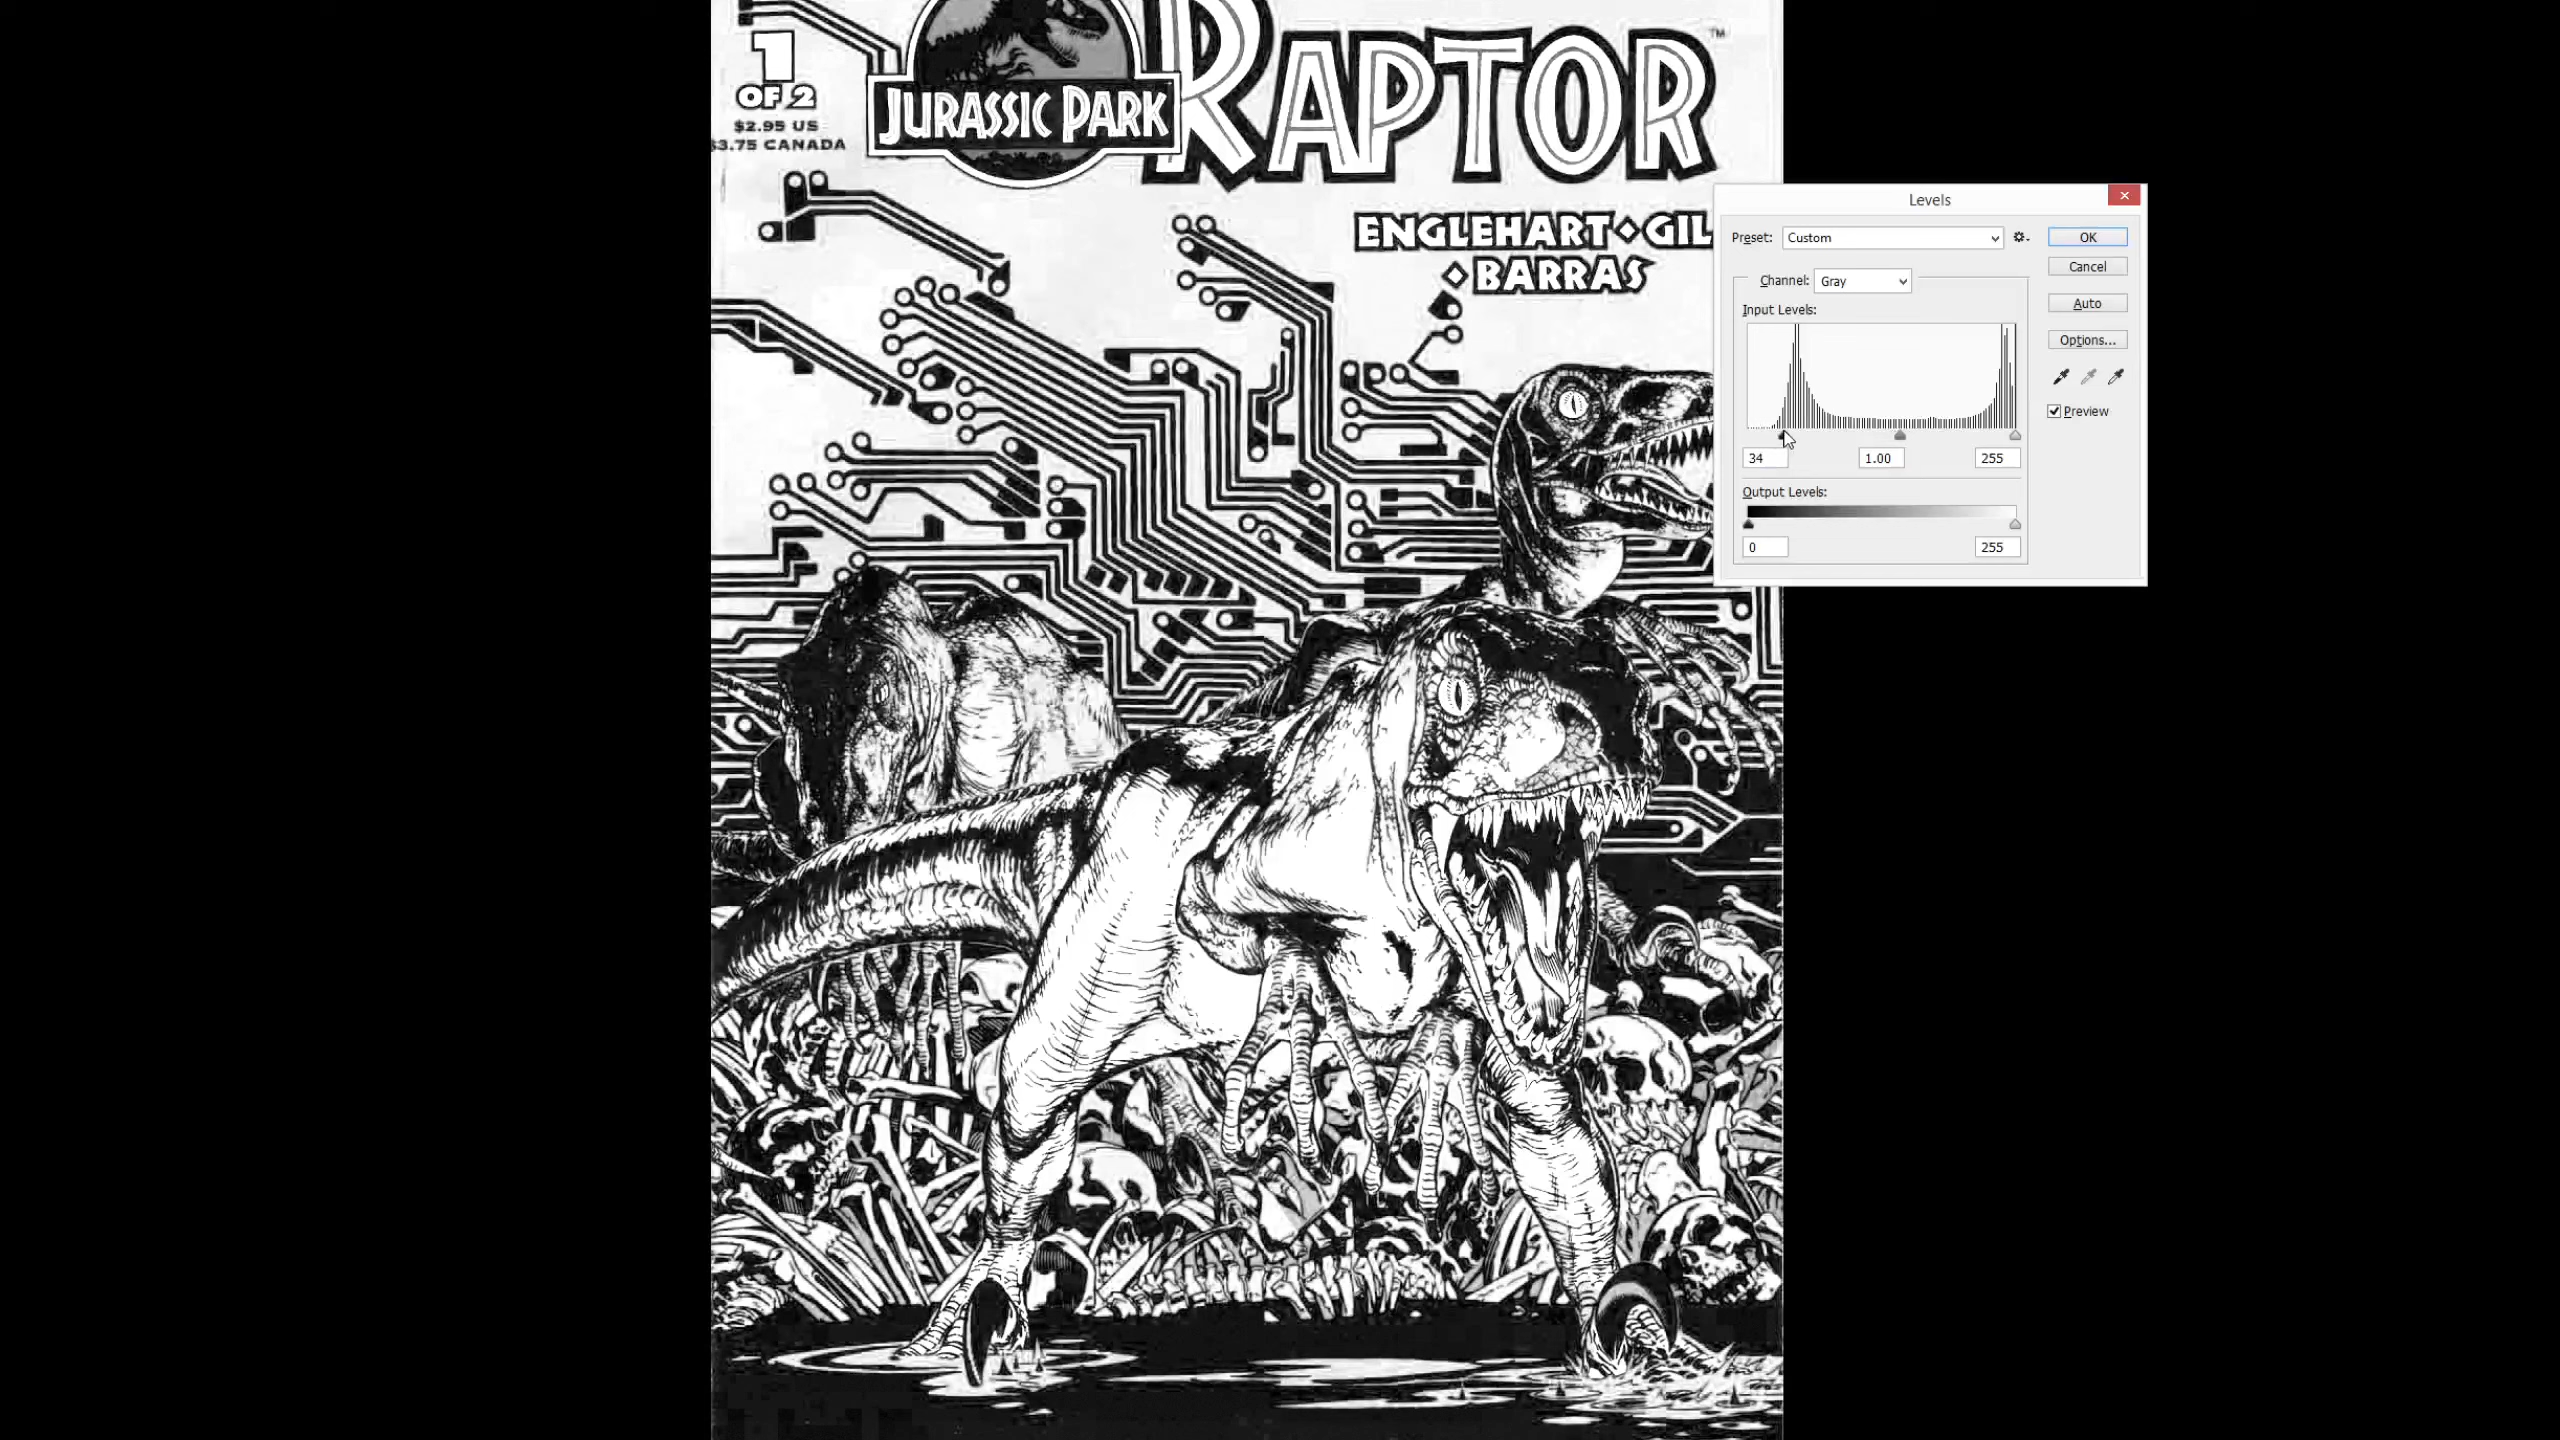 1
OF 2
$2.95 US
$3.75 CANADA
JURASSIC PARK
RAPTOR
TM
ENGLEHART◇GIL
◇BARRAS
Levels
Preset: Custom
OK
Cancel
Channel: Gray
Auto
Input Levels:
Options...
Preview
34 1.00 255
Output Levels:
0 255